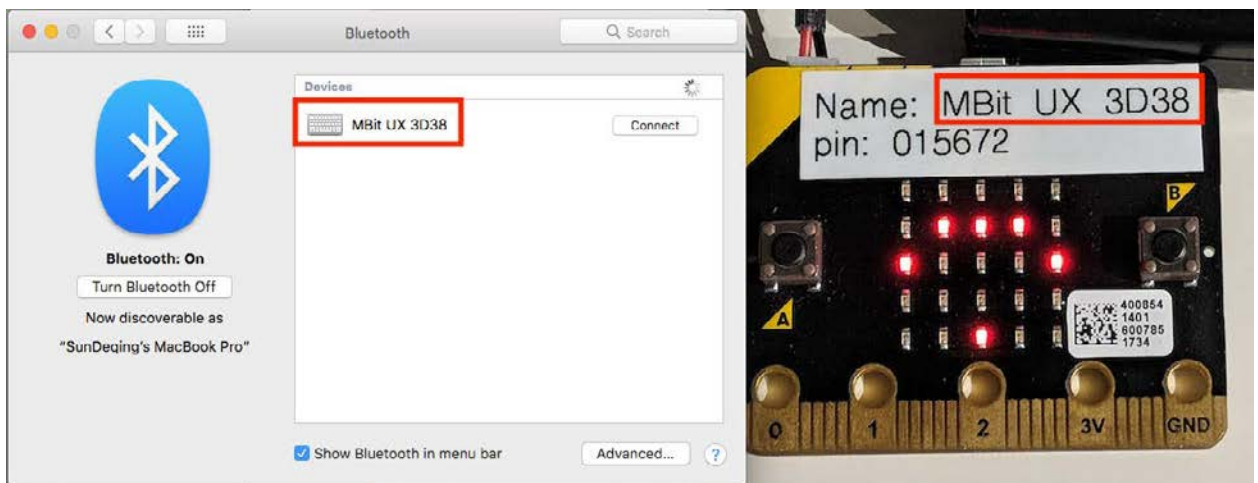 Bluetooth
Search
Devices
MBit UX 3D38
Connect
Bluetooth: On
Turn Bluetooth Off
Now discoverable as
"SunDeqing's MacBook Pro"
Show Bluetooth in menu bar
Advanced...
?
Name: MBit UX 3D38
pin: 015672
B
A
400854
1401
600785
1734
0
1
2
3V
GND